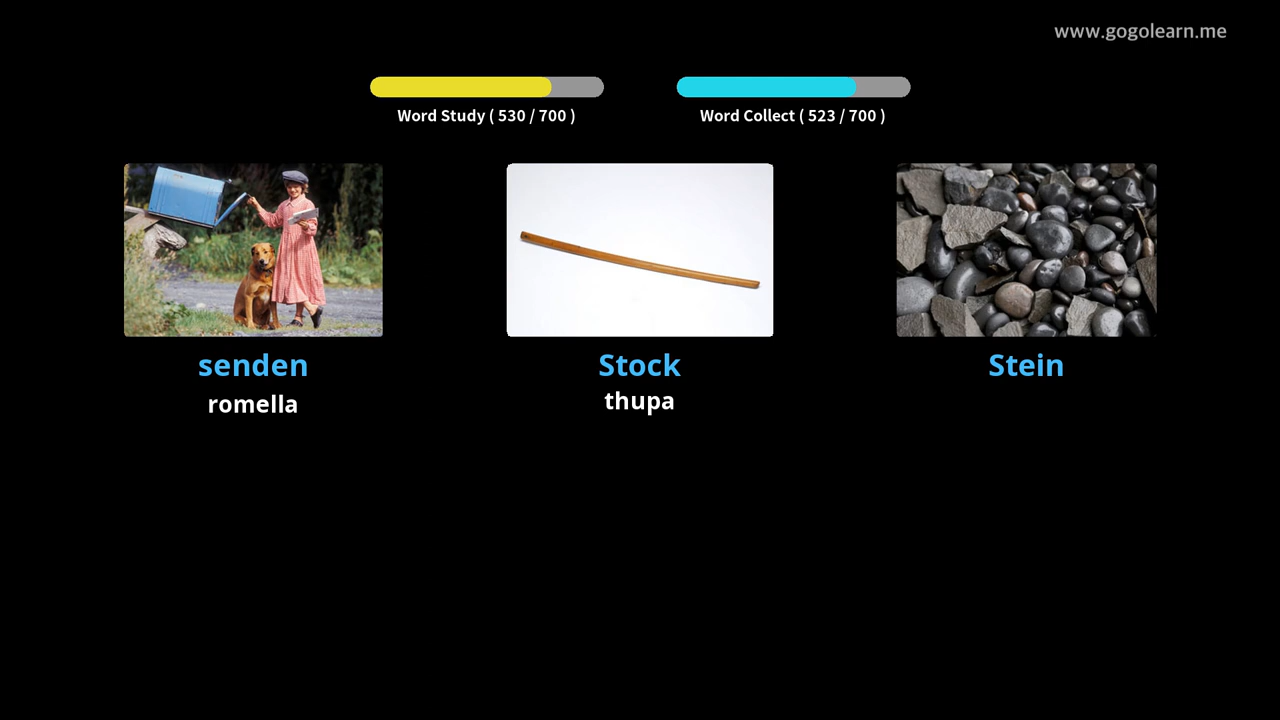 www.gogolearn.me
Word Study ( 530 / 700 )
Word Collect ( 523 / 700 )
senden
romella
Stock
thupa
Stein